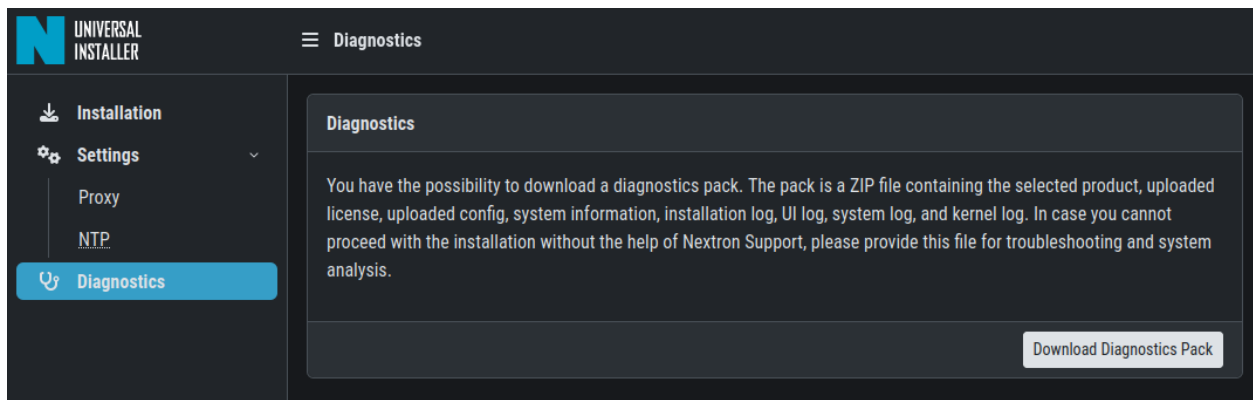 UNIVERSAL
INSTALLER
Diagnostics
Installation
Settings
Proxy
NTP
Diagnostics
Diagnostics
You have the possibility to download a diagnostics pack. The pack is a ZIP file containing the selected product, uploaded
license, uploaded config, system information, installation log, UI log, system log, and kernel log. In case you cannot
proceed with the installation without the help of Nextron Support, please provide this file for troubleshooting and system
analysis.
Download Diagnostics Pack